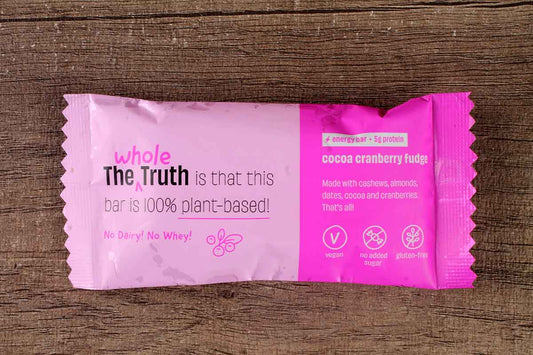 whole
The Truth is that this
bar is 100% plant-based!
No Dairy! No Whey!
energy bar • 5g protein
cocoa cranberry fudge
Made with cashews, almonds,
dates, cocoa and cranberries.
That's all!
V
vegan
no added
sugar
gluten-free